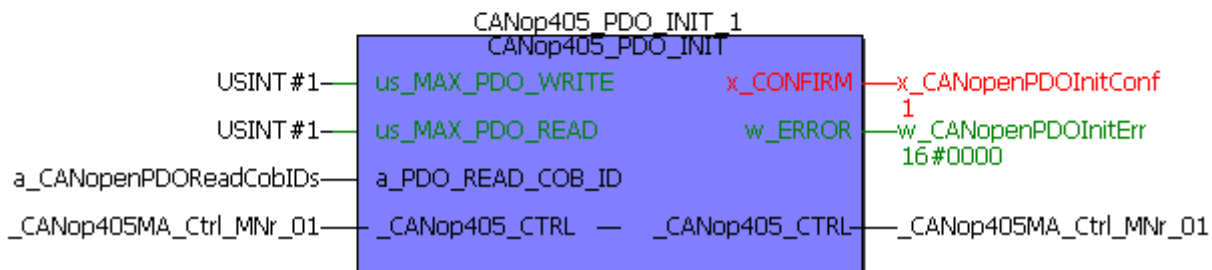 CANop405_PDO_INIT_1
CANop405_PDO_INIT
USINT#1 us_MAX_PDO_WRITE x_CONFIRM x_CANopenPDOInitConf
1
USINT#1 us_MAX_PDO_READ w_ERROR w_CANopenPDOInitErr
16#0000
a_CANopenPDOReadCobIDs a_PDO_READ_COB_ID
_CANop405MA_Ctrl_MNr_01 _CANop405_CTRL — _CANop405_CTRL _CANop405MA_Ctrl_MNr_01